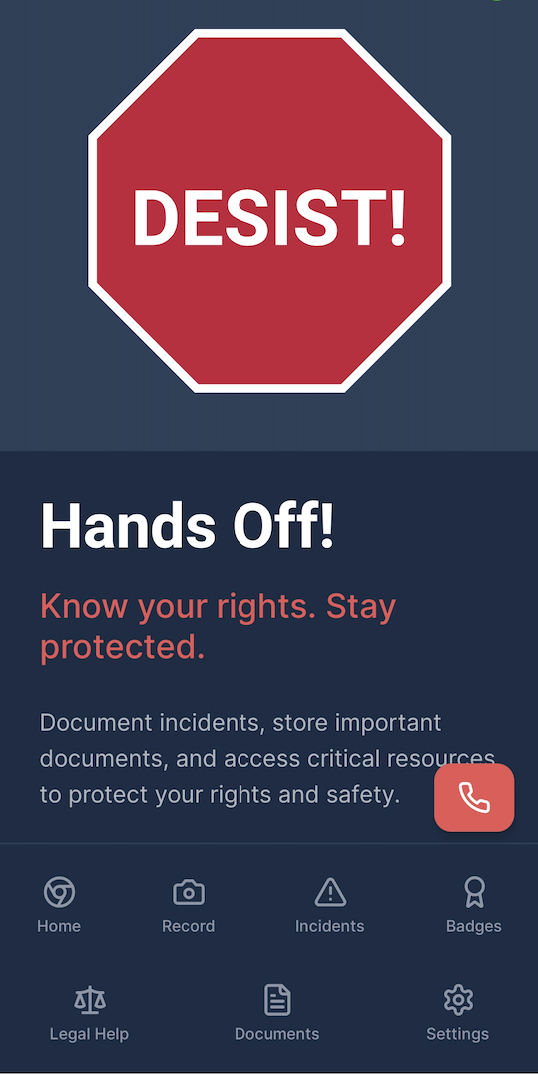 DESIST!
Hands Off!
Know your rights. Stay
protected.
Document incidents, store important
documents, and access critical resources
to protect your rights and safety.
Home Record Incidents Badges
Legal Help Documents Settings